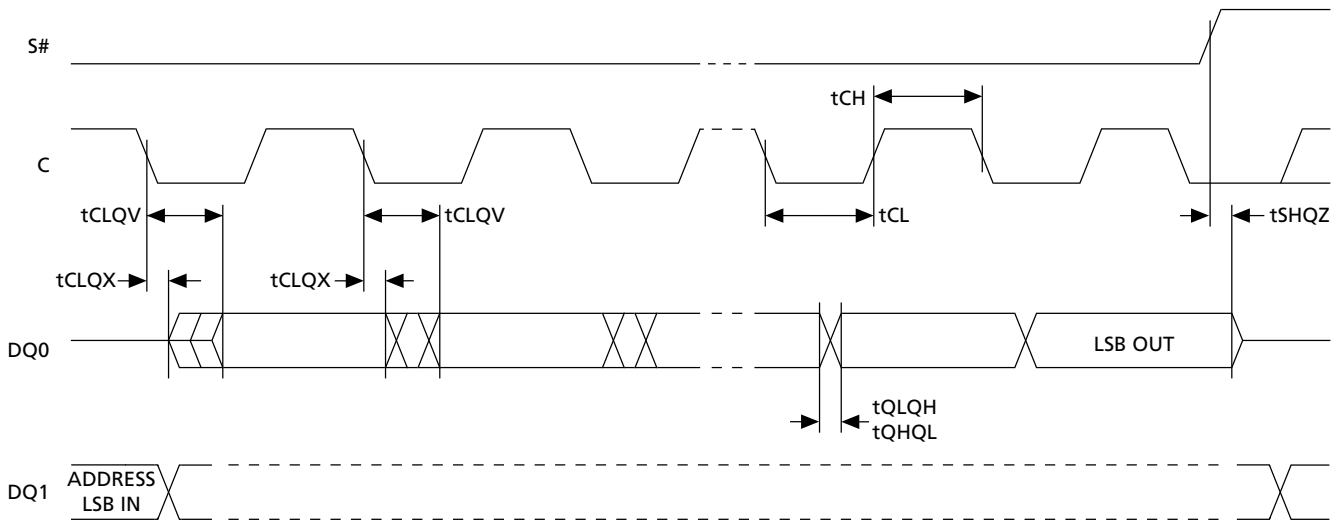 S#
tCH
C
tCLQV
tCLQV
tCL
tSHQZ
tCLQX
tCLQX
DQ0
LSB OUT
tQLQH
tQHQL
DQ1
ADDRESS
LSB IN